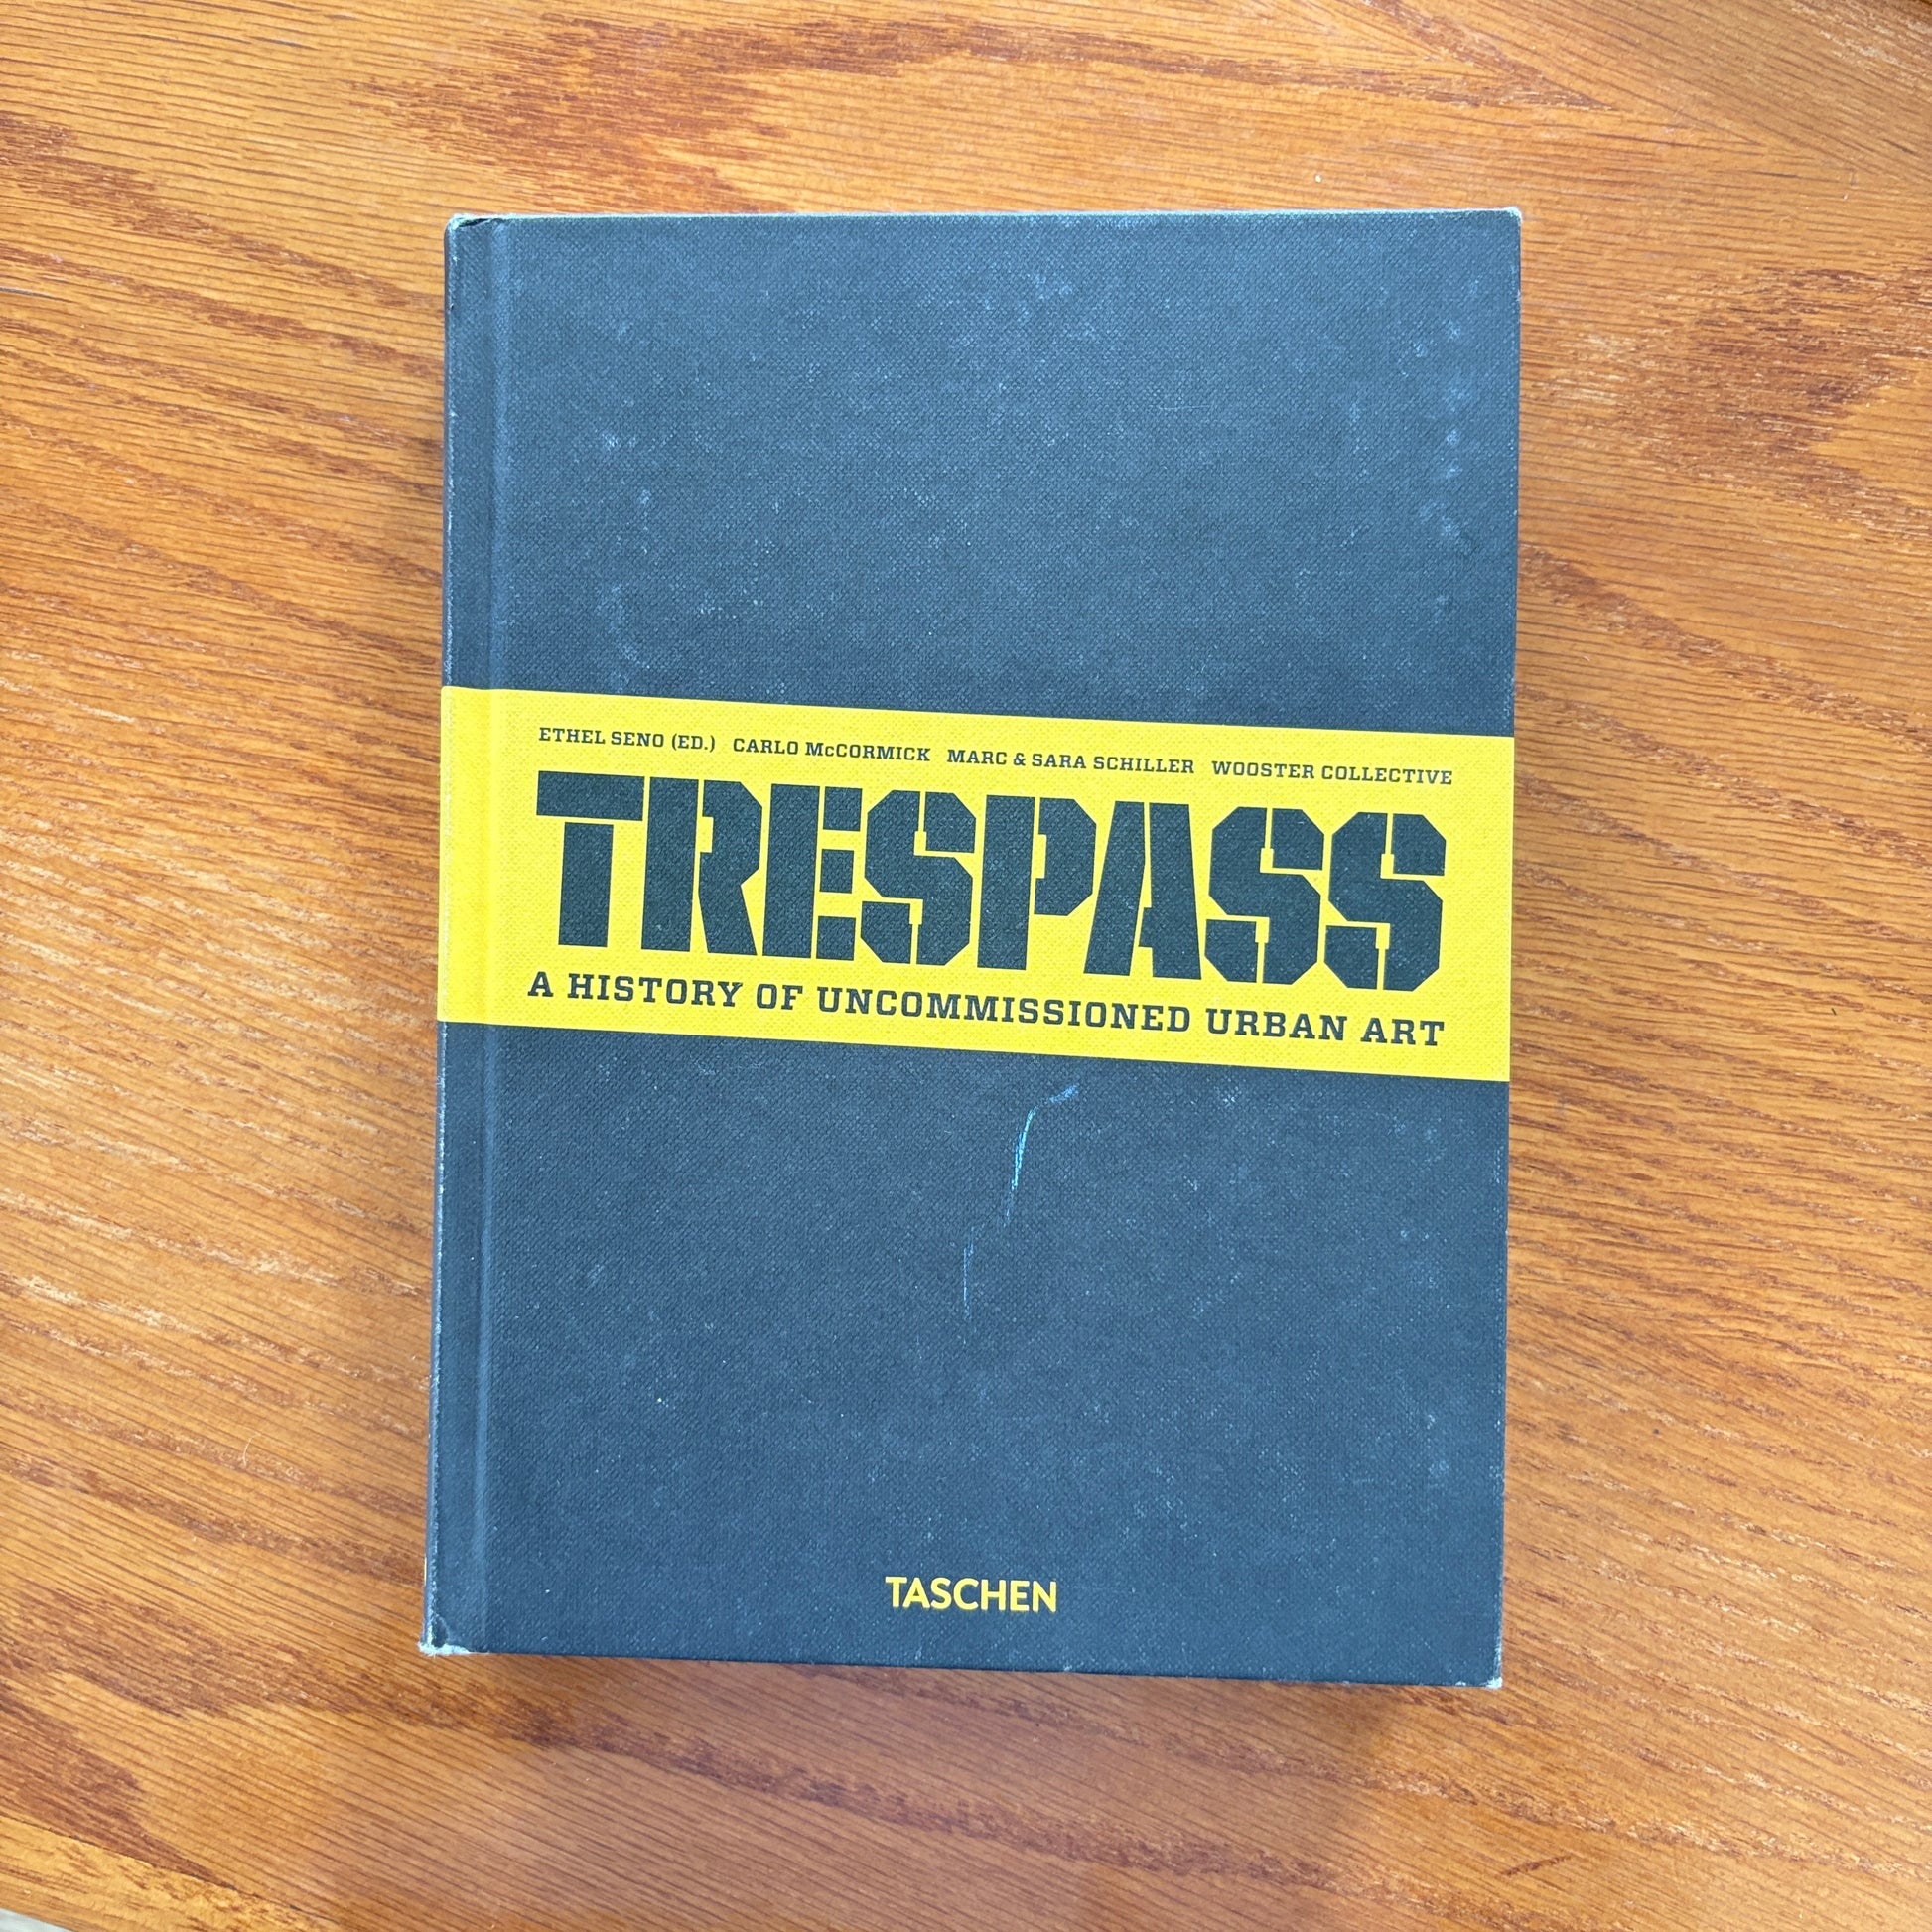 ETHEL SENO (ED.) CARLO McCORMICK MARC & SARA SCHILLER WOOSTER COLLECTIVE
TRESPASS
A HISTORY OF UNCOMMISSIONED URBAN ART
TASCHEN